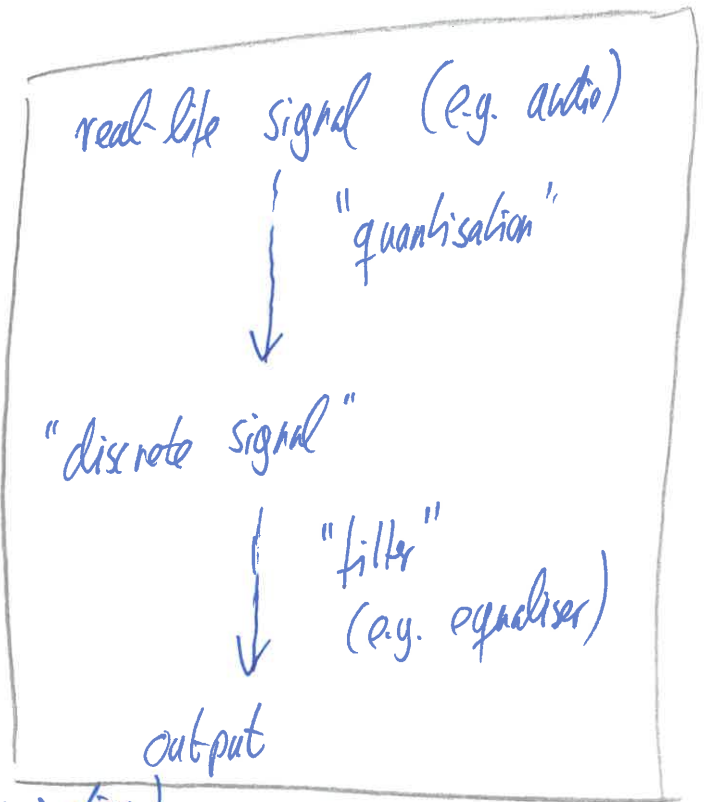 real-life signal (e.g. audio)
"quantisation"
"discrete signal"
"filter"
(e.g. equaliser)
output